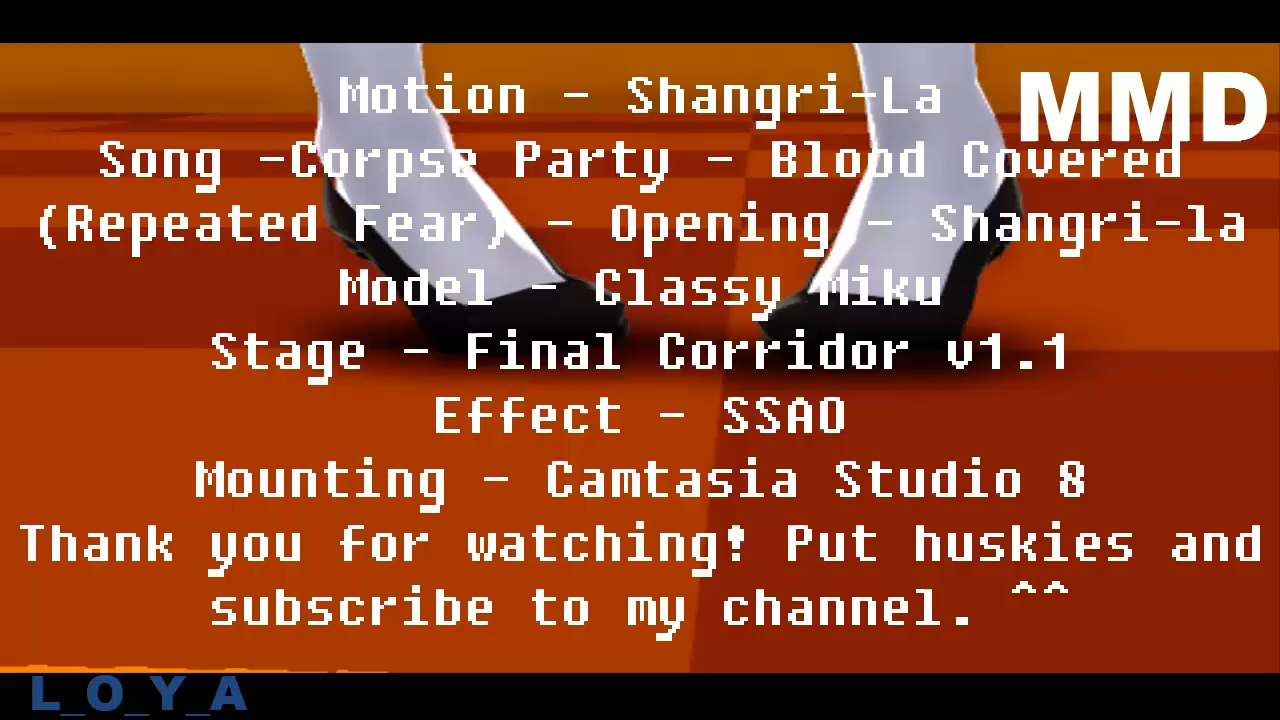 MMD
Motion - Shangri-La
Song -Corpse Party - Blood Covered
(Repeated Fear) - Opening - Shangri-la
Model - Classy Miku
Stage - Final Corridor v1.1
Effect - SSAO
Mounting - Camtasia Studio 8
Thank you for watching! Put huskies and
subscribe to my channel. ^^
L_O_Y_A